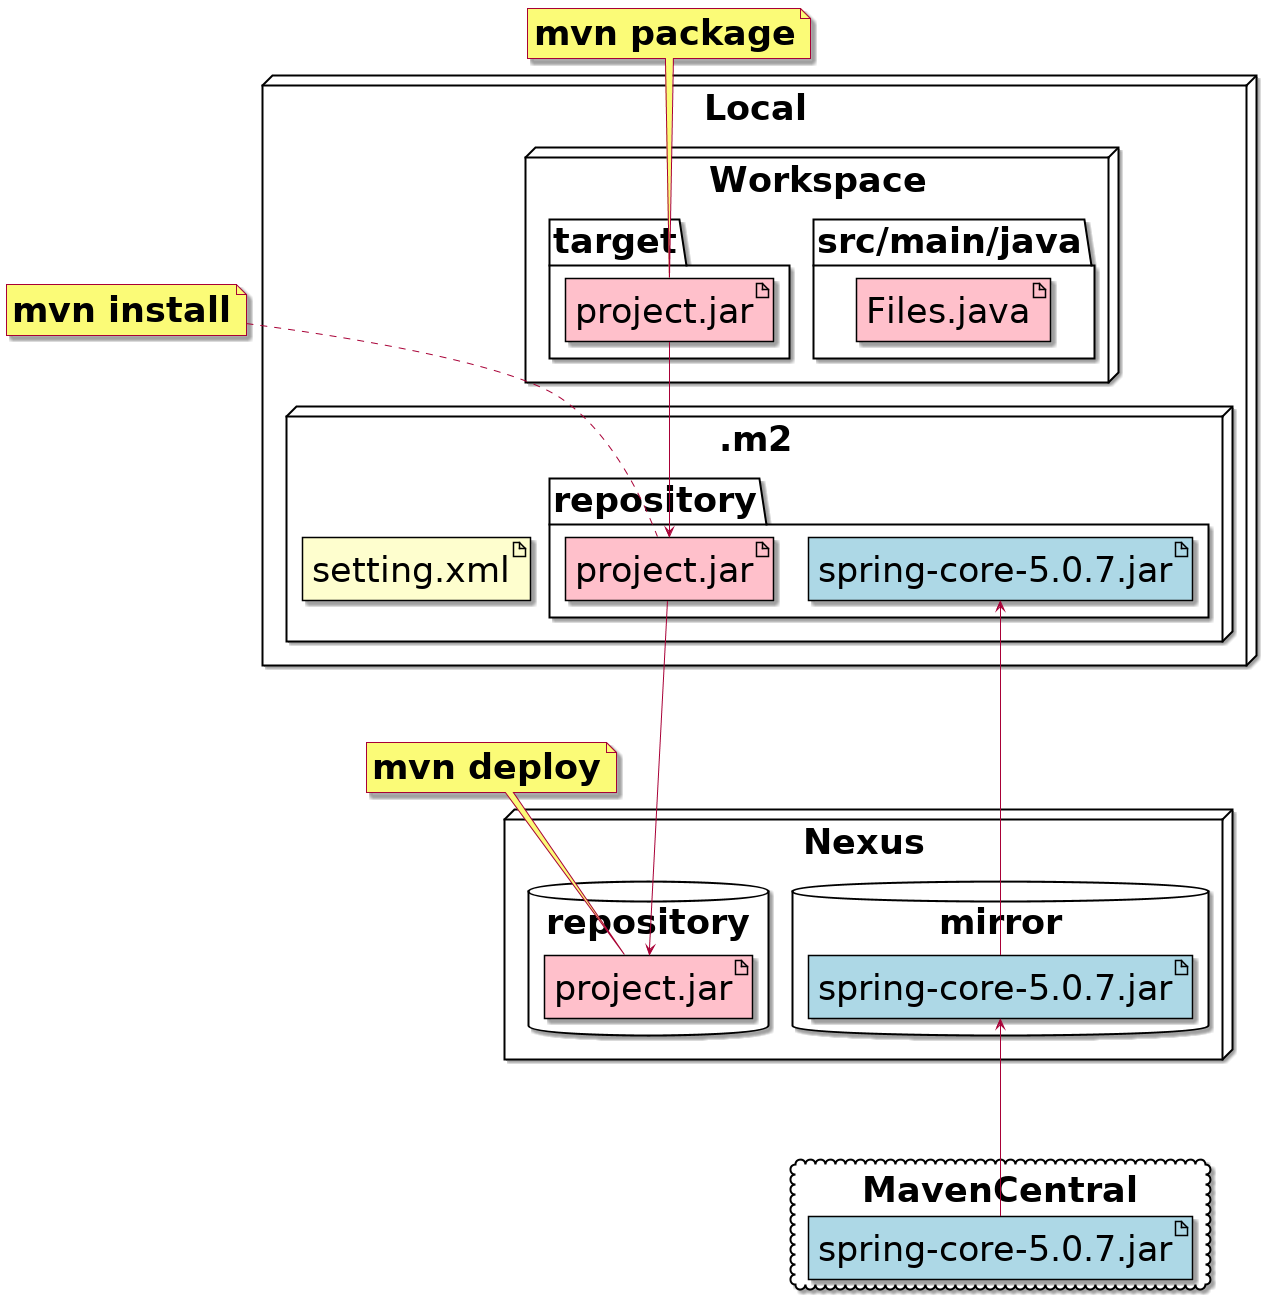 mvn package
Local
Workspace
target
src/main/java
mvn install
project.jar
Files.java
.m2
repository
setting.xml
project.jar
spring-core-5.0.7.jar
mvn deploy
Nexus
repository
mirror
project.jar
spring-core-5.0.7.jar
MavenCentral
spring-core-5.0.7.jar